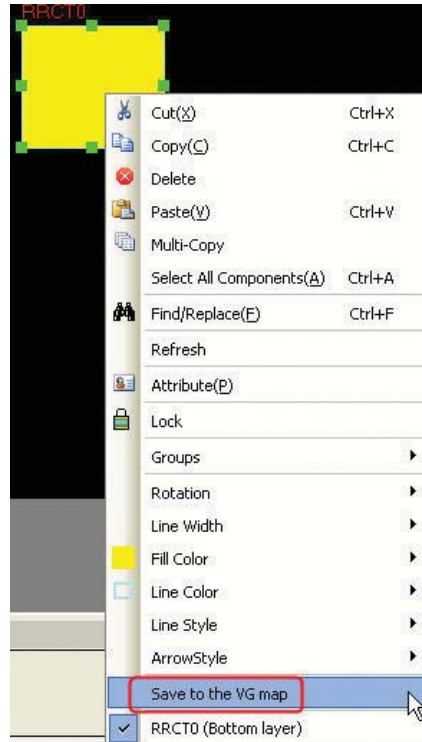 RRCT0
Cut(X) Ctrl+X
Copy(C) Ctrl+C
Delete
Paste(V) Ctrl+V
Multi-Copy
Select All Components(A) Ctrl+A
Find/Replace(F) Ctrl+F
Refresh
Attribute(P)
Lock
Groups
Rotation
Line Width
Fill Color
Line Color
Line Style
ArrowStyle
Save to the VG map
RRCT0 (Bottom layer)